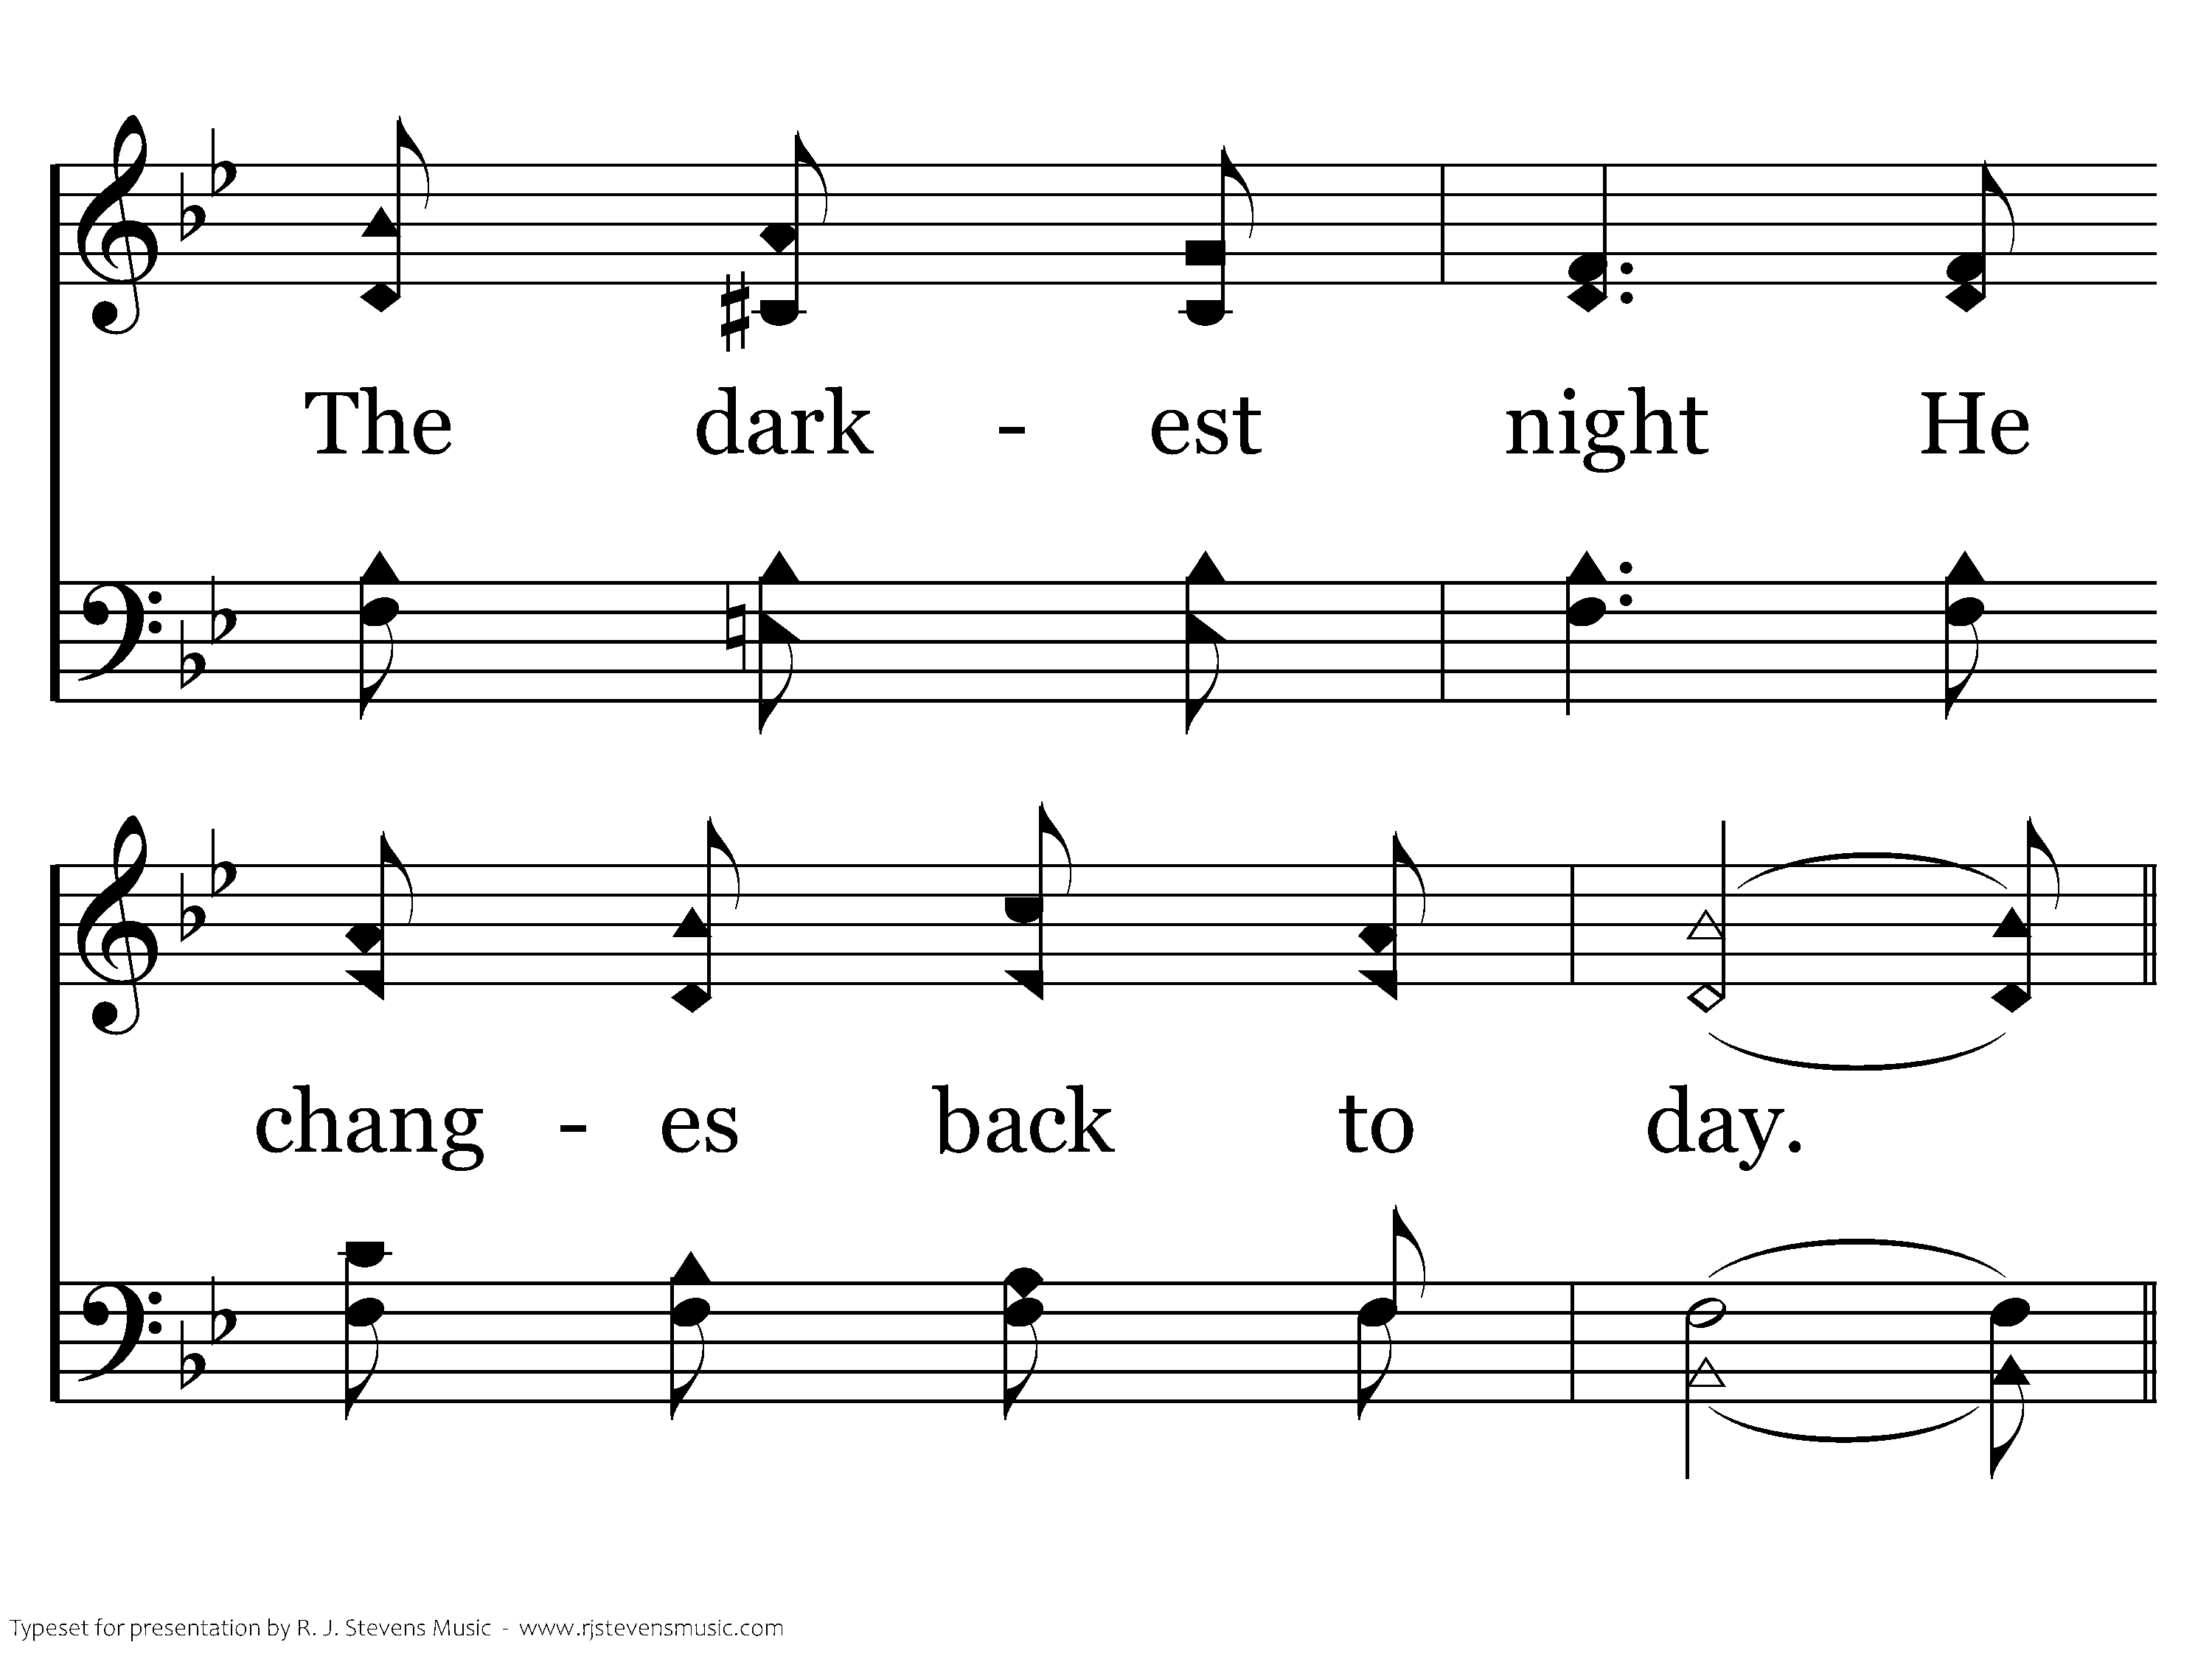 The dark - est night He
chang - es back to day.
Typeset for presentation by R. J. Stevens Music - www.rjstevensmusic.com